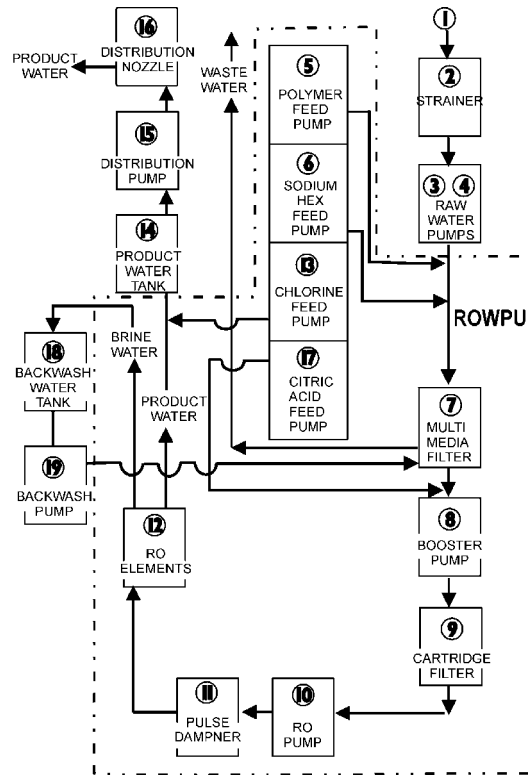 16
DISTRIBUTION
NOZZLE
PRODUCT
WATER
WASTE
WATER
5
POLYMER
FEED
PUMP
1
2
STRAINER
15
DISTRIBUTION
PUMP
6
SODIUM
HEX FEED
PUMP
3 4
RAW
WATER
PUMPS
14
PRODUCT
WATER
TANK
13
CHLORINE
FEED
PUMP
ROWPU
18
BACKWASH
WATER
TANK
BRINE
WATER
17
CITRIC
ACID FEED
PUMP
PRODUCT
WATER
7
MULTI
MEDIA
FILTER
19
BACKWASH
PUMP
12
RO
ELEMENTS
8
BOOSTER
PUMP
9
CARTRIDGE
FILTER
11
PULSE
DAMPNER
10
RO
PUMP